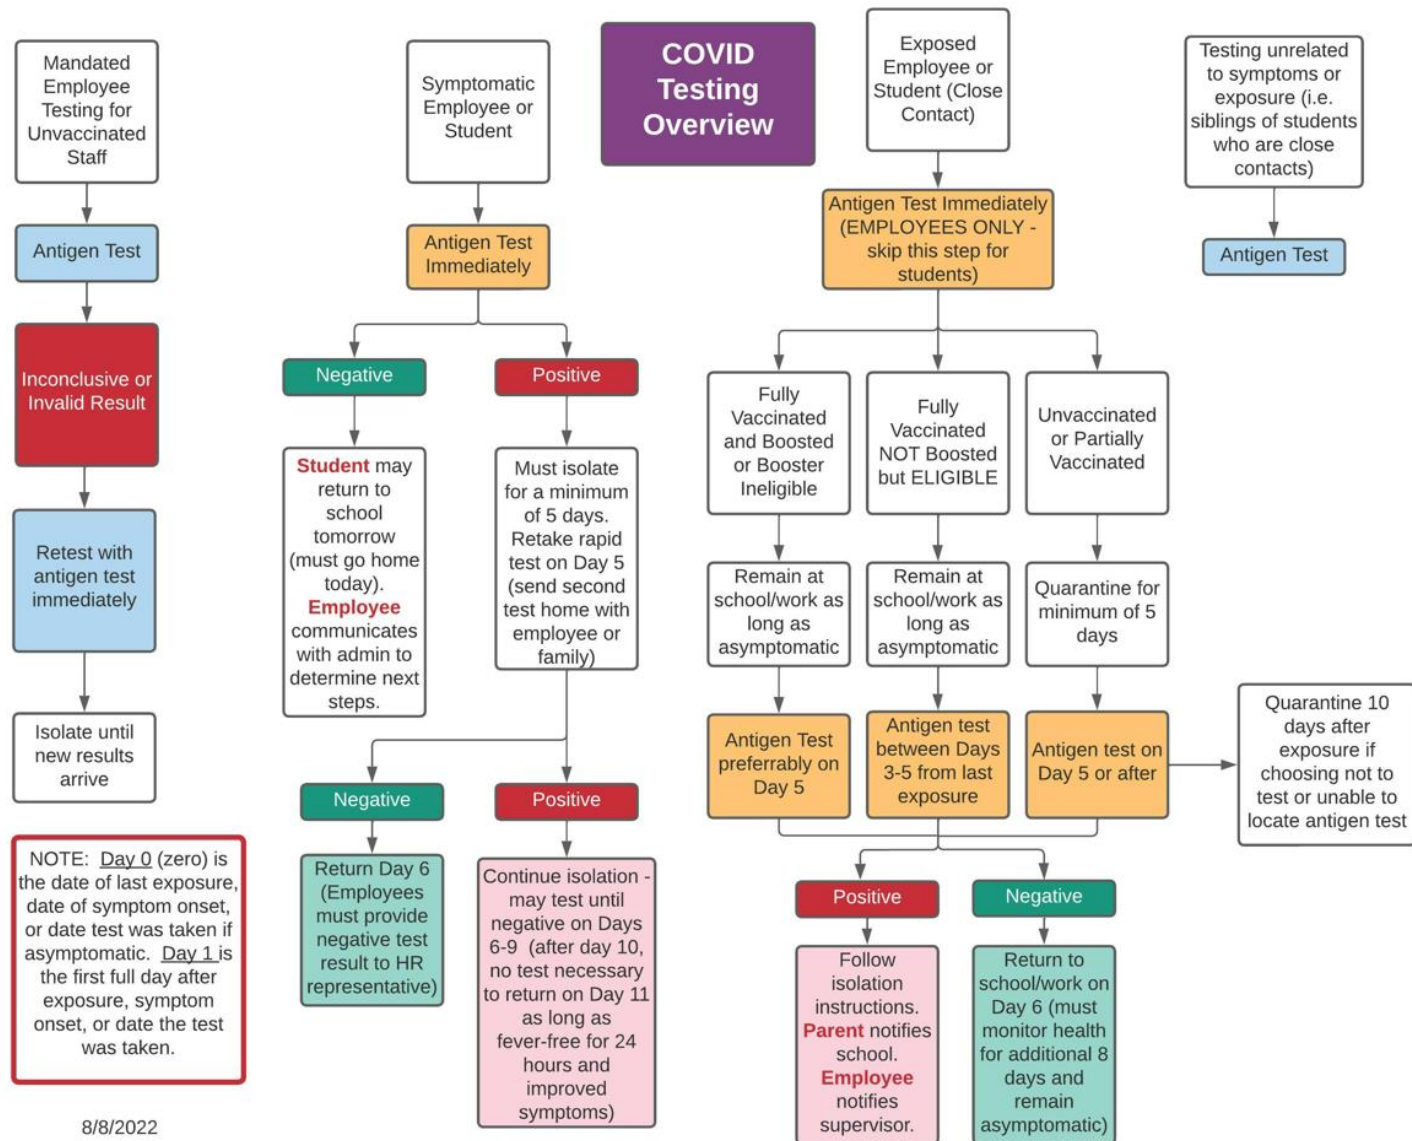 COVID
Testing
Overview
Mandated
Employee
Testing for
Unvaccinated
Staff
Antigen Test
Inconclusive or
Invalid Result
Retest with
antigen test
immediately
Isolate until
new results
arrive
NOTE: Day 0 (zero) is
the date of last exposure,
date of symptom onset,
or date test was taken if
asymptomatic. Day 1 is
the first full day after
exposure, symptom
onset, or date the test
was taken.
8/8/2022
Symptomatic
Employee or
Student
Antigen Test
Immediately
Negative
Student may
return to
school
tomorrow
(must go home
today).
Employee
communicates
with admin to
determine next
steps.
Positive
Must isolate
for a minimum
of 5 days.
Retake rapid
test on Day 5
(send second
test home with
employee or
family)
Negative
Return Day 6
(Employees
must provide
negative test
result to HR
representative)
Positive
Continue isolation -
may test until
negative on Days
6-9 (after day 10,
no test necessary
to return on Day 11
as long as
fever-free for 24
hours and
improved
symptoms)
Exposed
Employee or
Student (Close
Contact)
Antigen Test Immediately
(EMPLOYEES ONLY -
skip this step for
students)
Fully
Vaccinated
and Boosted
or Booster
Ineligible
Remain at
school/work as
long as
asymptomatic
Antigen Test
preferrably on
Day 5
Fully
Vaccinated
NOT Boosted
but ELIGIBLE
Remain at
school/work as
long as
asymptomatic
Antigen test
between Days
3-5 from last
exposure
Unvaccinated
or Partially
Vaccinated
Quarantine for
minimum of 5
days
Antigen test on
Day 5 or after
Quarantine 10
days after
exposure if
choosing not to
test or unable to
locate antigen test
Positive
Follow
isolation
instructions.
Parent notifies
school.
Employee
notifies
supervisor.
Negative
Return to
school/work on
Day 6 (must
monitor health
for additional 8
days and
remain
asymptomatic)
Testing unrelated
to symptoms or
exposure (i.e.
siblings of students
who are close
contacts)
Antigen Test